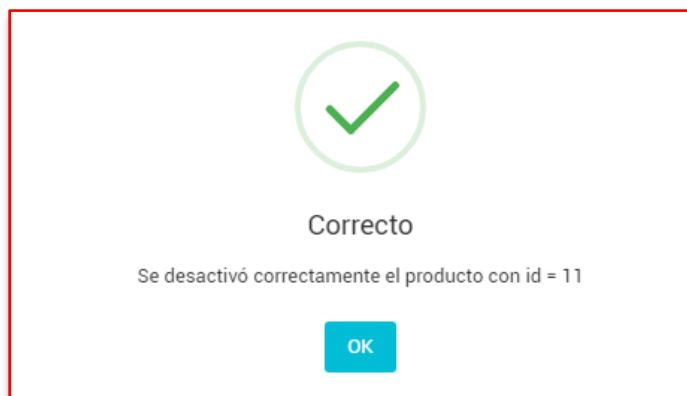 Correcto
Se desactivó correctamente el producto con id = 11
OK